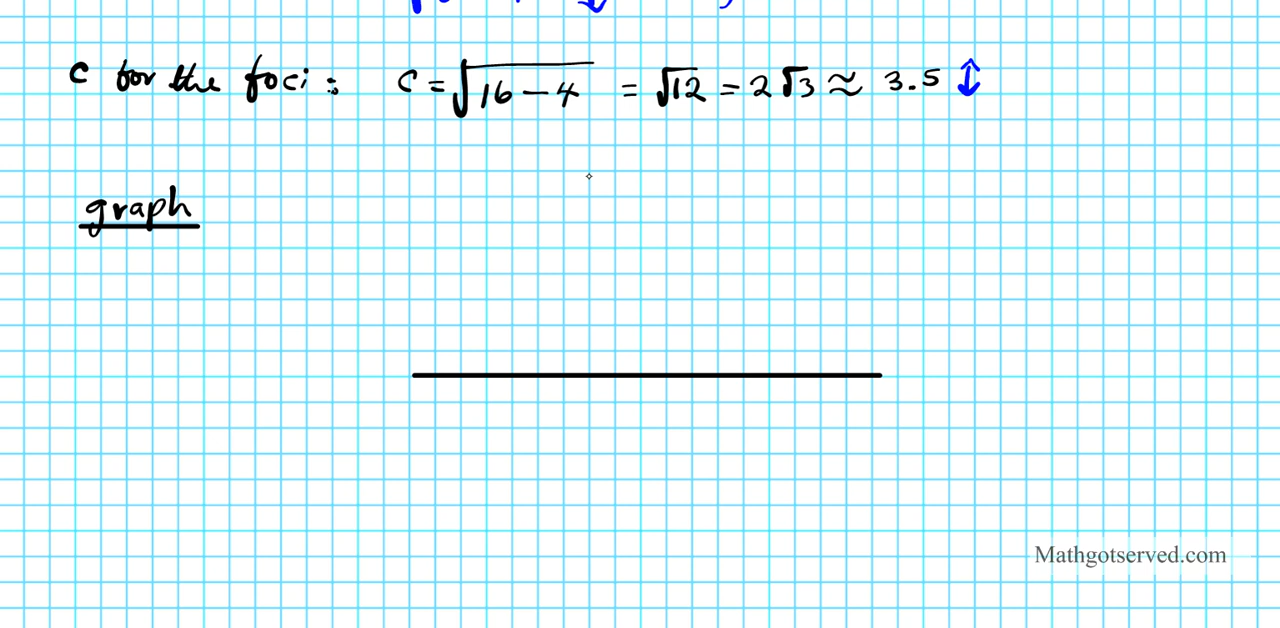 c for the foci : c = √16 – 4 = √12 = 2√3 ≈ 3.5 ↕
graph
Mathgotserved.com